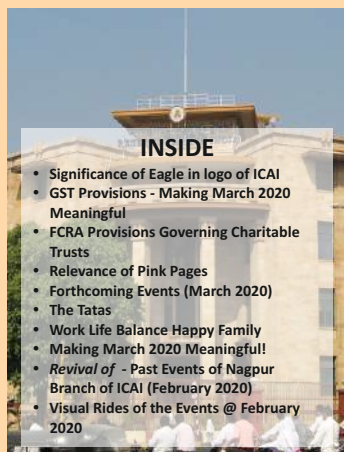 INSIDE
• Significance of Eagle in logo of ICAI
• GST Provisions - Making March 2020
Meaningful
• FCRA Provisions Governing Charitable
Trusts
• Relevance of Pink Pages
• Forthcoming Events (March 2020)
• The Tatas
• Work Life Balance Happy Family
• Making March 2020 Meaningful!
• Revival of - Past Events of Nagpur
Branch of ICAI (February 2020)
• Visual Rides of the Events @ February
2020